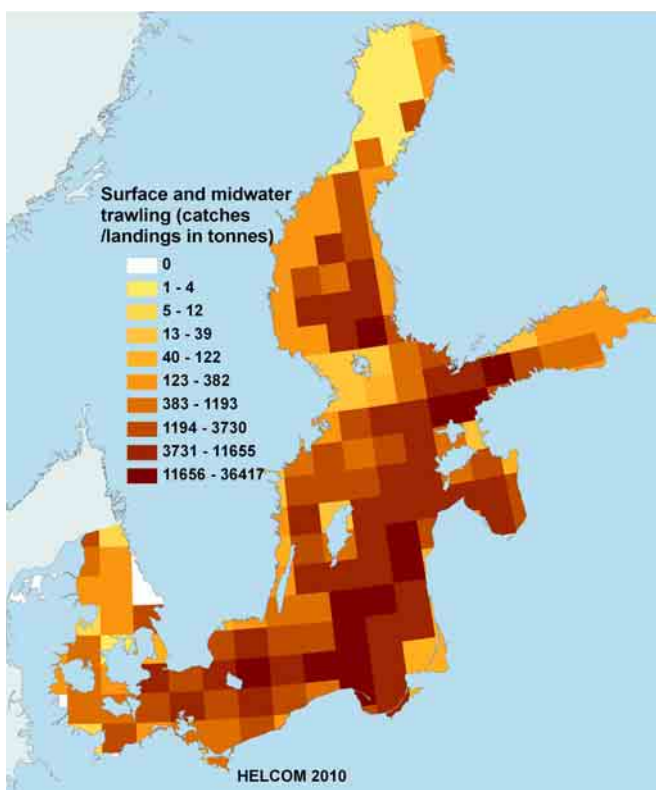 Surface and midwater
trawling (catches
/landings in tonnes)
0
1 - 4
5 - 12
13 - 39
40 - 122
123 - 382
383 - 1193
1194 - 3730
3731 - 11655
11656 - 36417
HELCOM 2010